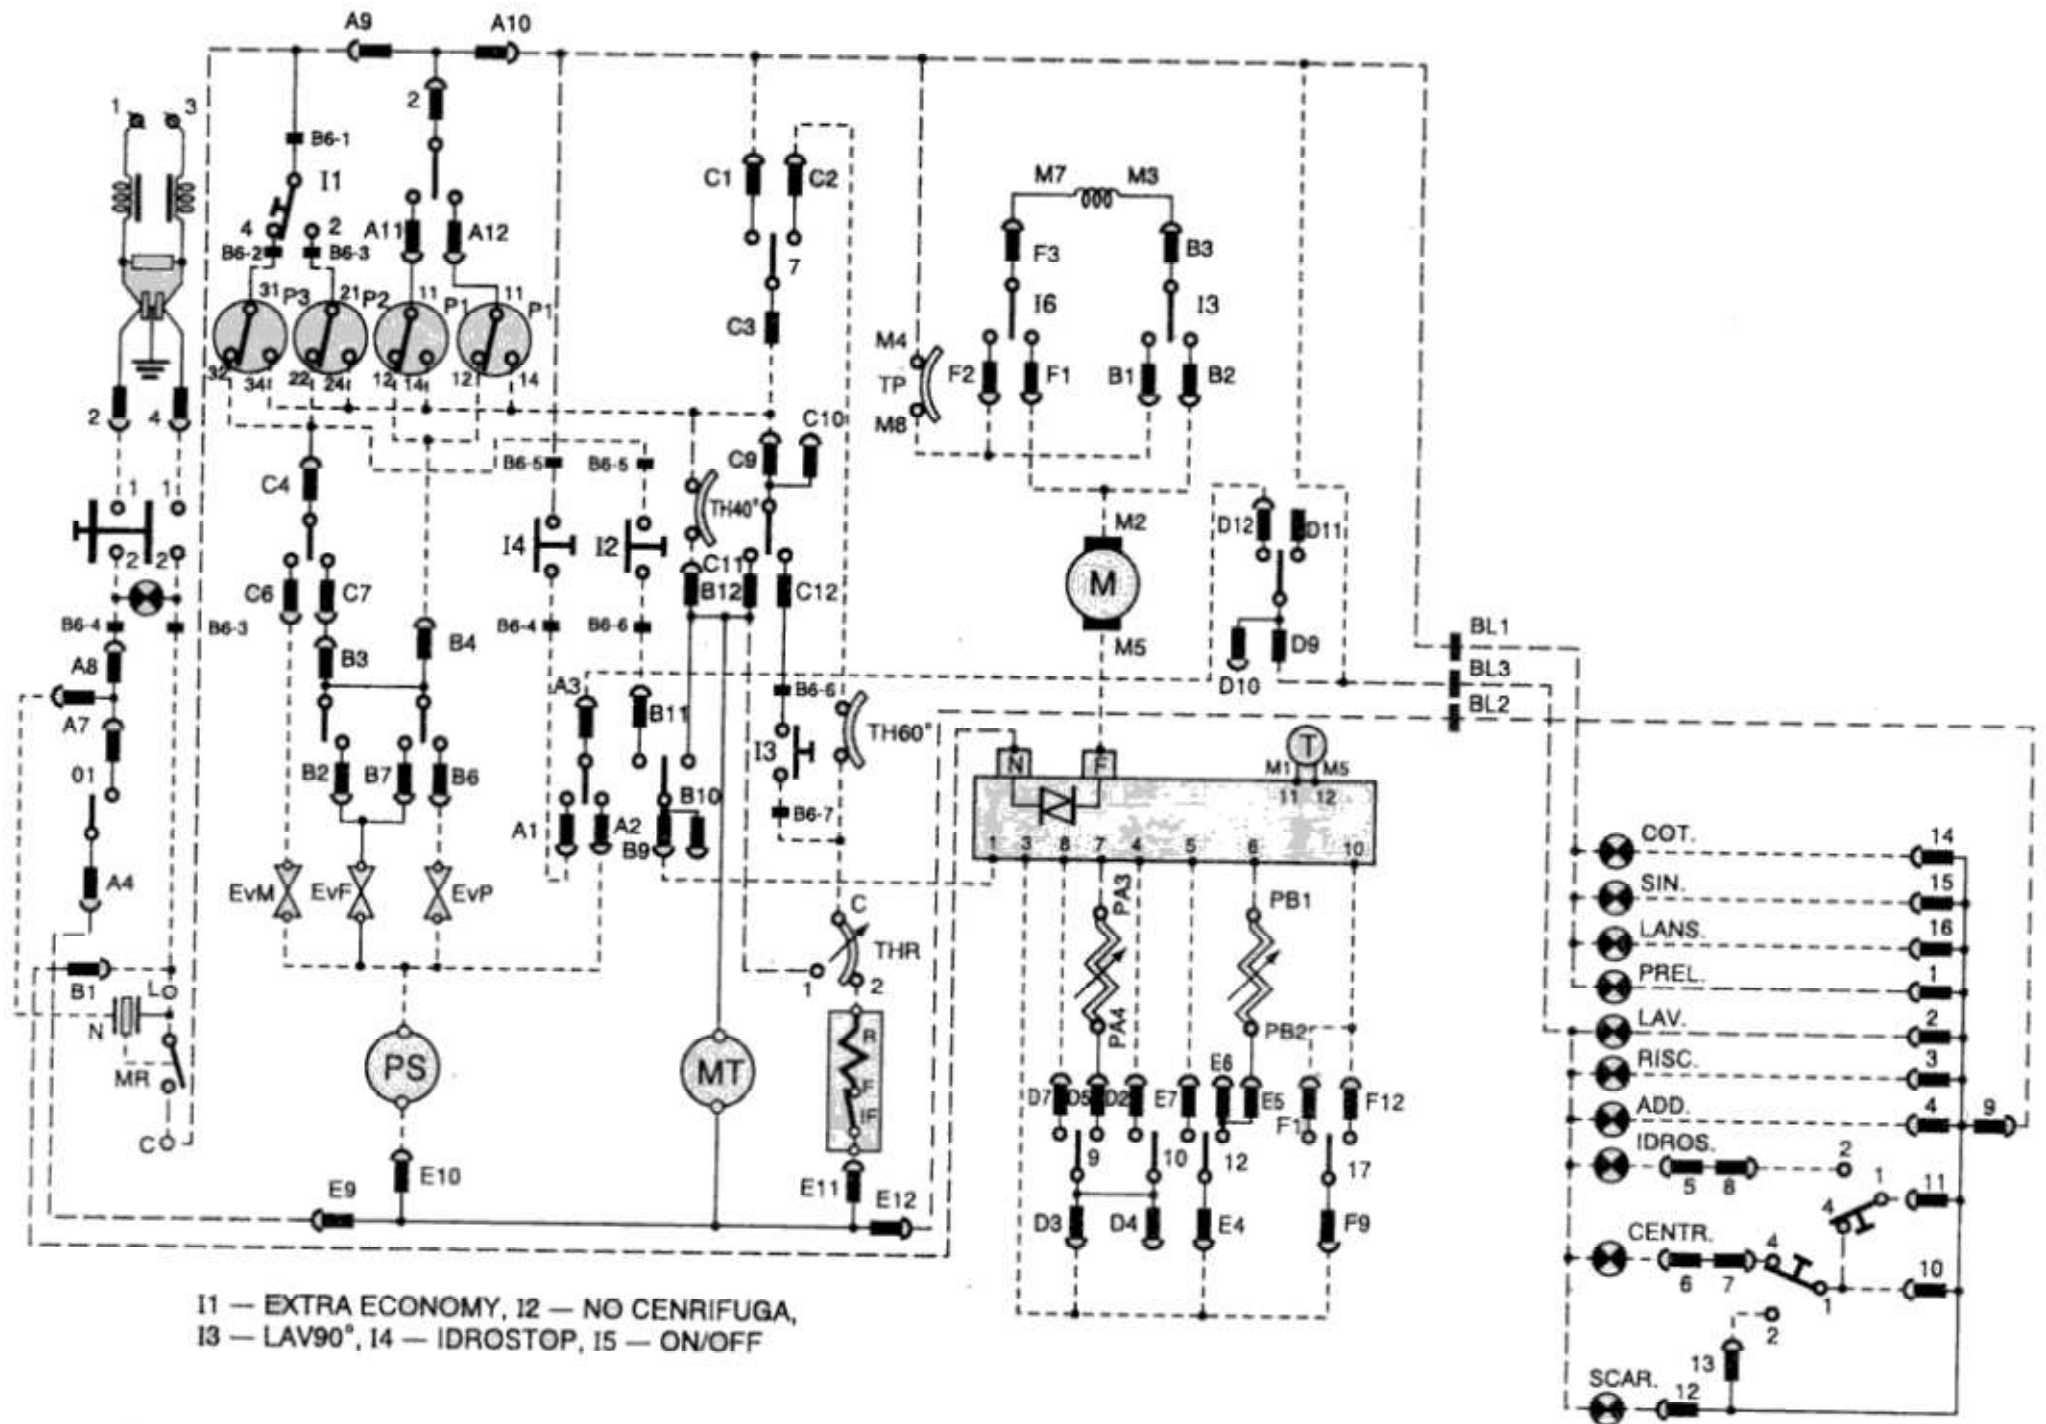 A9 A10
1 3 2
B6-1
I1
4 2 A11 A12
B6-2 B6-3
31 P3 21 P2 11 P1 11 P1
32 34 22 24 12 14 12 14
2 4
C1 C2
7
C3
M7 M3
F3 B3
I6 I3
M4
TP
M8
F2 F1 B1 B2
C10
C9
B6-5 B6-5
C4
TH40°
1 1
I4 I2
2 2
C11
C6 C7 B12 C12
M2
M
M5
D12 D11
B6-4 B6-3 B6-4 B6-6
D9
D10
BL1
BL3
BL2
A8
B3 B4
A7
A3 B11
B6-6
TH60°
I3
01
B2 B7 B6
A1 A2 B10
B9
B6-7
N F
T
M1 M5
11 12
1 3 8 7 4 5 6 10
A4
EvM EvF EvP
C
THR
1 2
PA3 PB1
PA4 PB2
B1 L
N
MR
C
PS MT
R
F
IF
D7 D5 D2 E7 E6 E5 F1 F12
9 10 12 17
D3 D4 E4 F9
E9 E10 E11 E12
COT. 14
SIN. 15
LANS. 16
PREL. 1
LAV. 2
RISC. 3
ADD. 4 9
IDROS. 5 8 2
1 11
4
CENTR. 6 7 4
1 10
2
13
SCAR. 12
I1 — EXTRA ECONOMY, I2 — NO CENRIFUGA,
I3 — LAV90°, I4 — IDROSTOP, I5 — ON/OFF